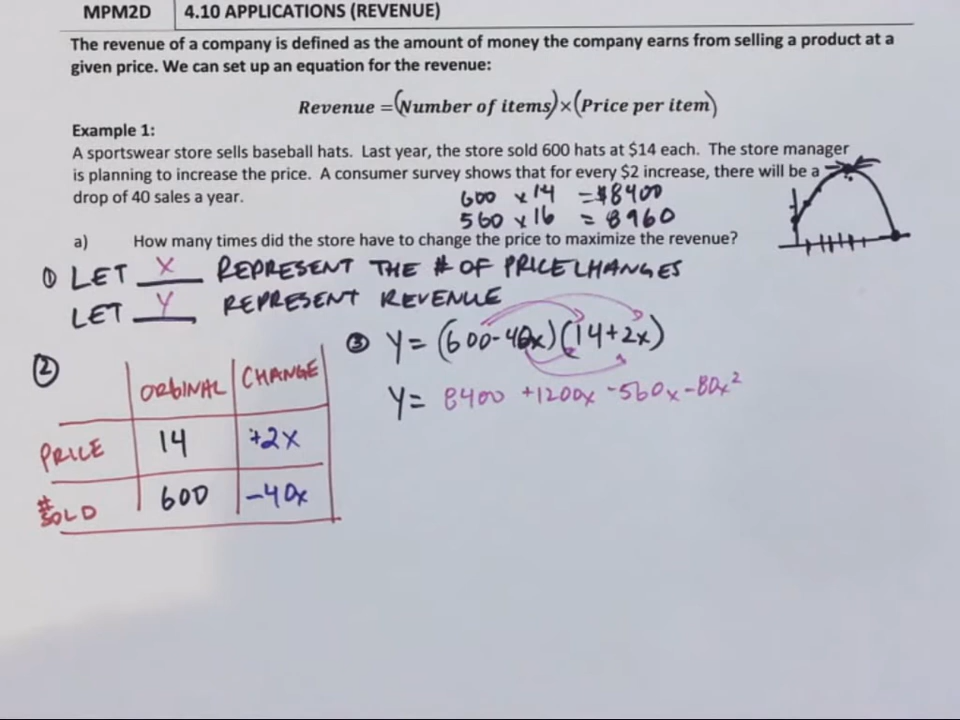 MPM2D 4.10 APPLICATIONS (REVENUE)
The revenue of a company is defined as the amount of money the company earns from selling a product at a
given price. We can set up an equation for the revenue:
Revenue =(Number of items)×(Price per item)
Example 1:
A sportswear store sells baseball hats. Last year, the store sold 600 hats at $14 each. The store manager
is planning to increase the price. A consumer survey shows that for every $2 increase, there will be a
drop of 40 sales a year.
600 x 14 = $8400
560 x 16 = 8960
a) How many times did the store have to change the price to maximize the revenue?
① LET X REPRESENT THE # OF PRICE CHANGES
LET Y REPRESENT REVENUE
② ORGINAL CHANGE
PRICE 14 +2x
# SOLD 600 -40x
③ Y= (600-40x)(14+2x)
Y= 8400 +1200x -560x -80x²